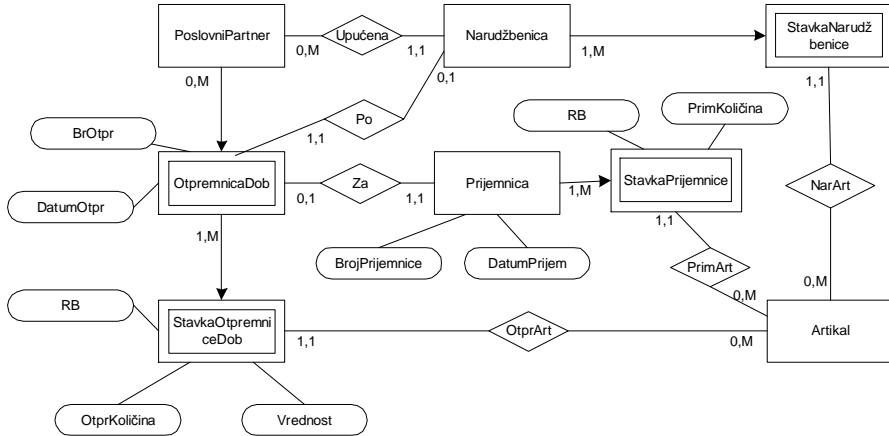 PoslovniPartner
0,M
Upućena
1,1
Narudžbenica
1,M
StavkaNarudž
benice
0,M
0,1
1,1
BrOtpr
1,1
Po
RB
PrimKoličina
OtpremnicaDob
0,1
Za
1,1
Prijemnica
1,M
StavkaPrijemnice
NarArt
DatumOtpr
1,1
1,M
BrojPrijemnice
DatumPrijem
PrimArt
0,M
0,M
RB
StavkaOtpremni
ceDob
1,1
OtprArt
0,M
Artikal
OtprKoličina
Vrednost